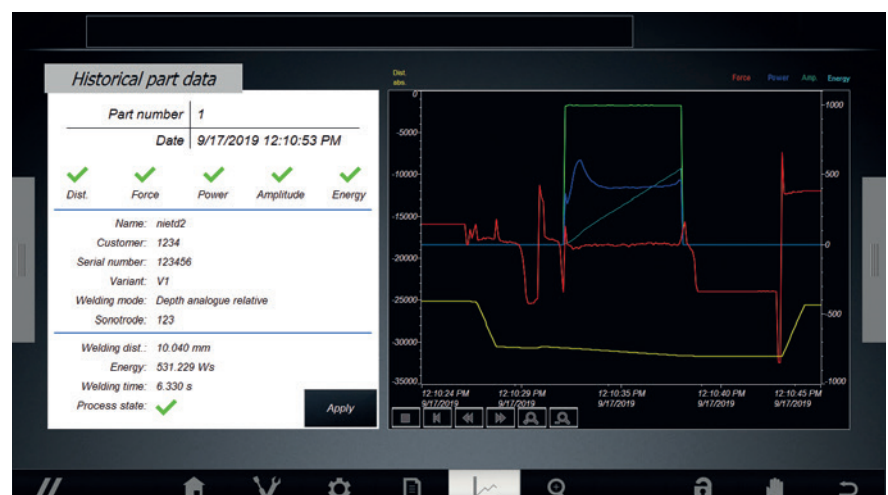 Historical part data
Part number 1
Date 9/17/2019 12:10:53 PM
Dist. Force Power Amplitude Energy
Name: nietd2
Customer: 1234
Serial number: 123456
Variant: V1
Welding mode: Depth analogue relative
Sonotrode: 123
Welding dist.: 10.040 mm
Energy: 531.229 Ws
Welding time: 6.330 s
Process state:
Apply
Dist.
abs.
Farce Power Amp. Energy
0
-5000
-10000
-15000
-20000
-25000
-30000
-35000
1000
500
0
-500
-1000
12:10:24 PM 12:10:29 PM 12:10:35 PM 12:10:40 PM 12:10:45 PM
9/17/2019 9/17/2019 9/17/2019 9/17/2019 9/17/2019